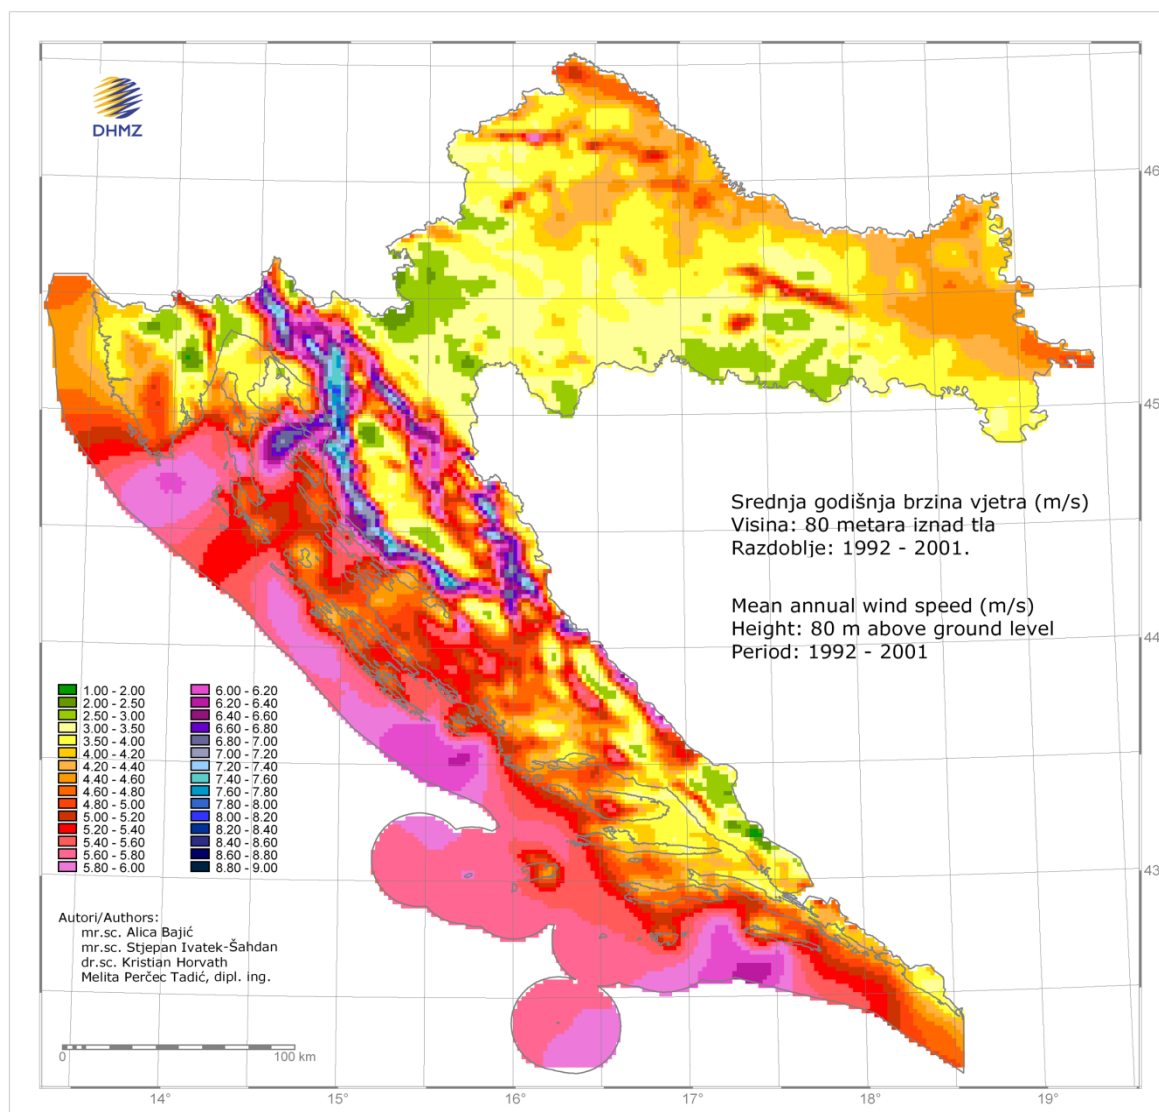 DHMZ
46
45
44
43
Srednja godišnja brzina vjetra (m/s)
Visina: 80 metara iznad tla
Razdoblje: 1992 - 2001.
Mean annual wind speed (m/s)
Height: 80 m above ground level
Period: 1992 - 2001
1.00 - 2.00
2.00 - 2.50
2.50 - 3.00
3.00 - 3.50
3.50 - 4.00
4.00 - 4.20
4.20 - 4.40
4.40 - 4.60
4.60 - 4.80
4.80 - 5.00
5.00 - 5.20
5.20 - 5.40
5.40 - 5.60
5.60 - 5.80
5.80 - 6.00
6.00 - 6.20
6.20 - 6.40
6.40 - 6.60
6.60 - 6.80
6.80 - 7.00
7.00 - 7.20
7.20 - 7.40
7.40 - 7.60
7.60 - 7.80
7.80 - 8.00
8.00 - 8.20
8.20 - 8.40
8.40 - 8.60
8.60 - 8.80
8.80 - 9.00
Autori/Authors:
mr.sc. Alica Bajić
mr.sc. Stjepan Ivatek-Šahdan
dr.sc. Kristian Horvath
Melita Perčec Tadić, dipl. ing.
0 100 km
14° 15° 16° 17° 18° 19°